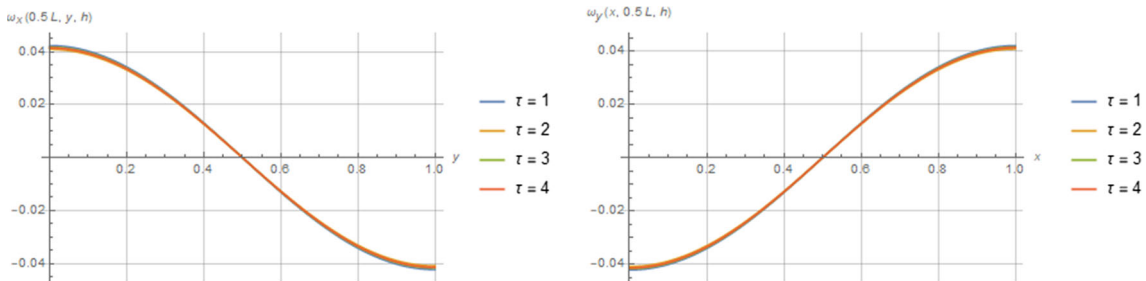 ω_x(0.5 L, y, h)
0.04
0.02
0.2 0.4 0.6 0.8 1.0 y
-0.02
-0.04
τ = 1
τ = 2
τ = 3
τ = 4
ω_y(x, 0.5 L, h)
0.04
0.02
0.2 0.4 0.6 0.8 1.0 x
-0.02
-0.04
τ = 1
τ = 2
τ = 3
τ = 4